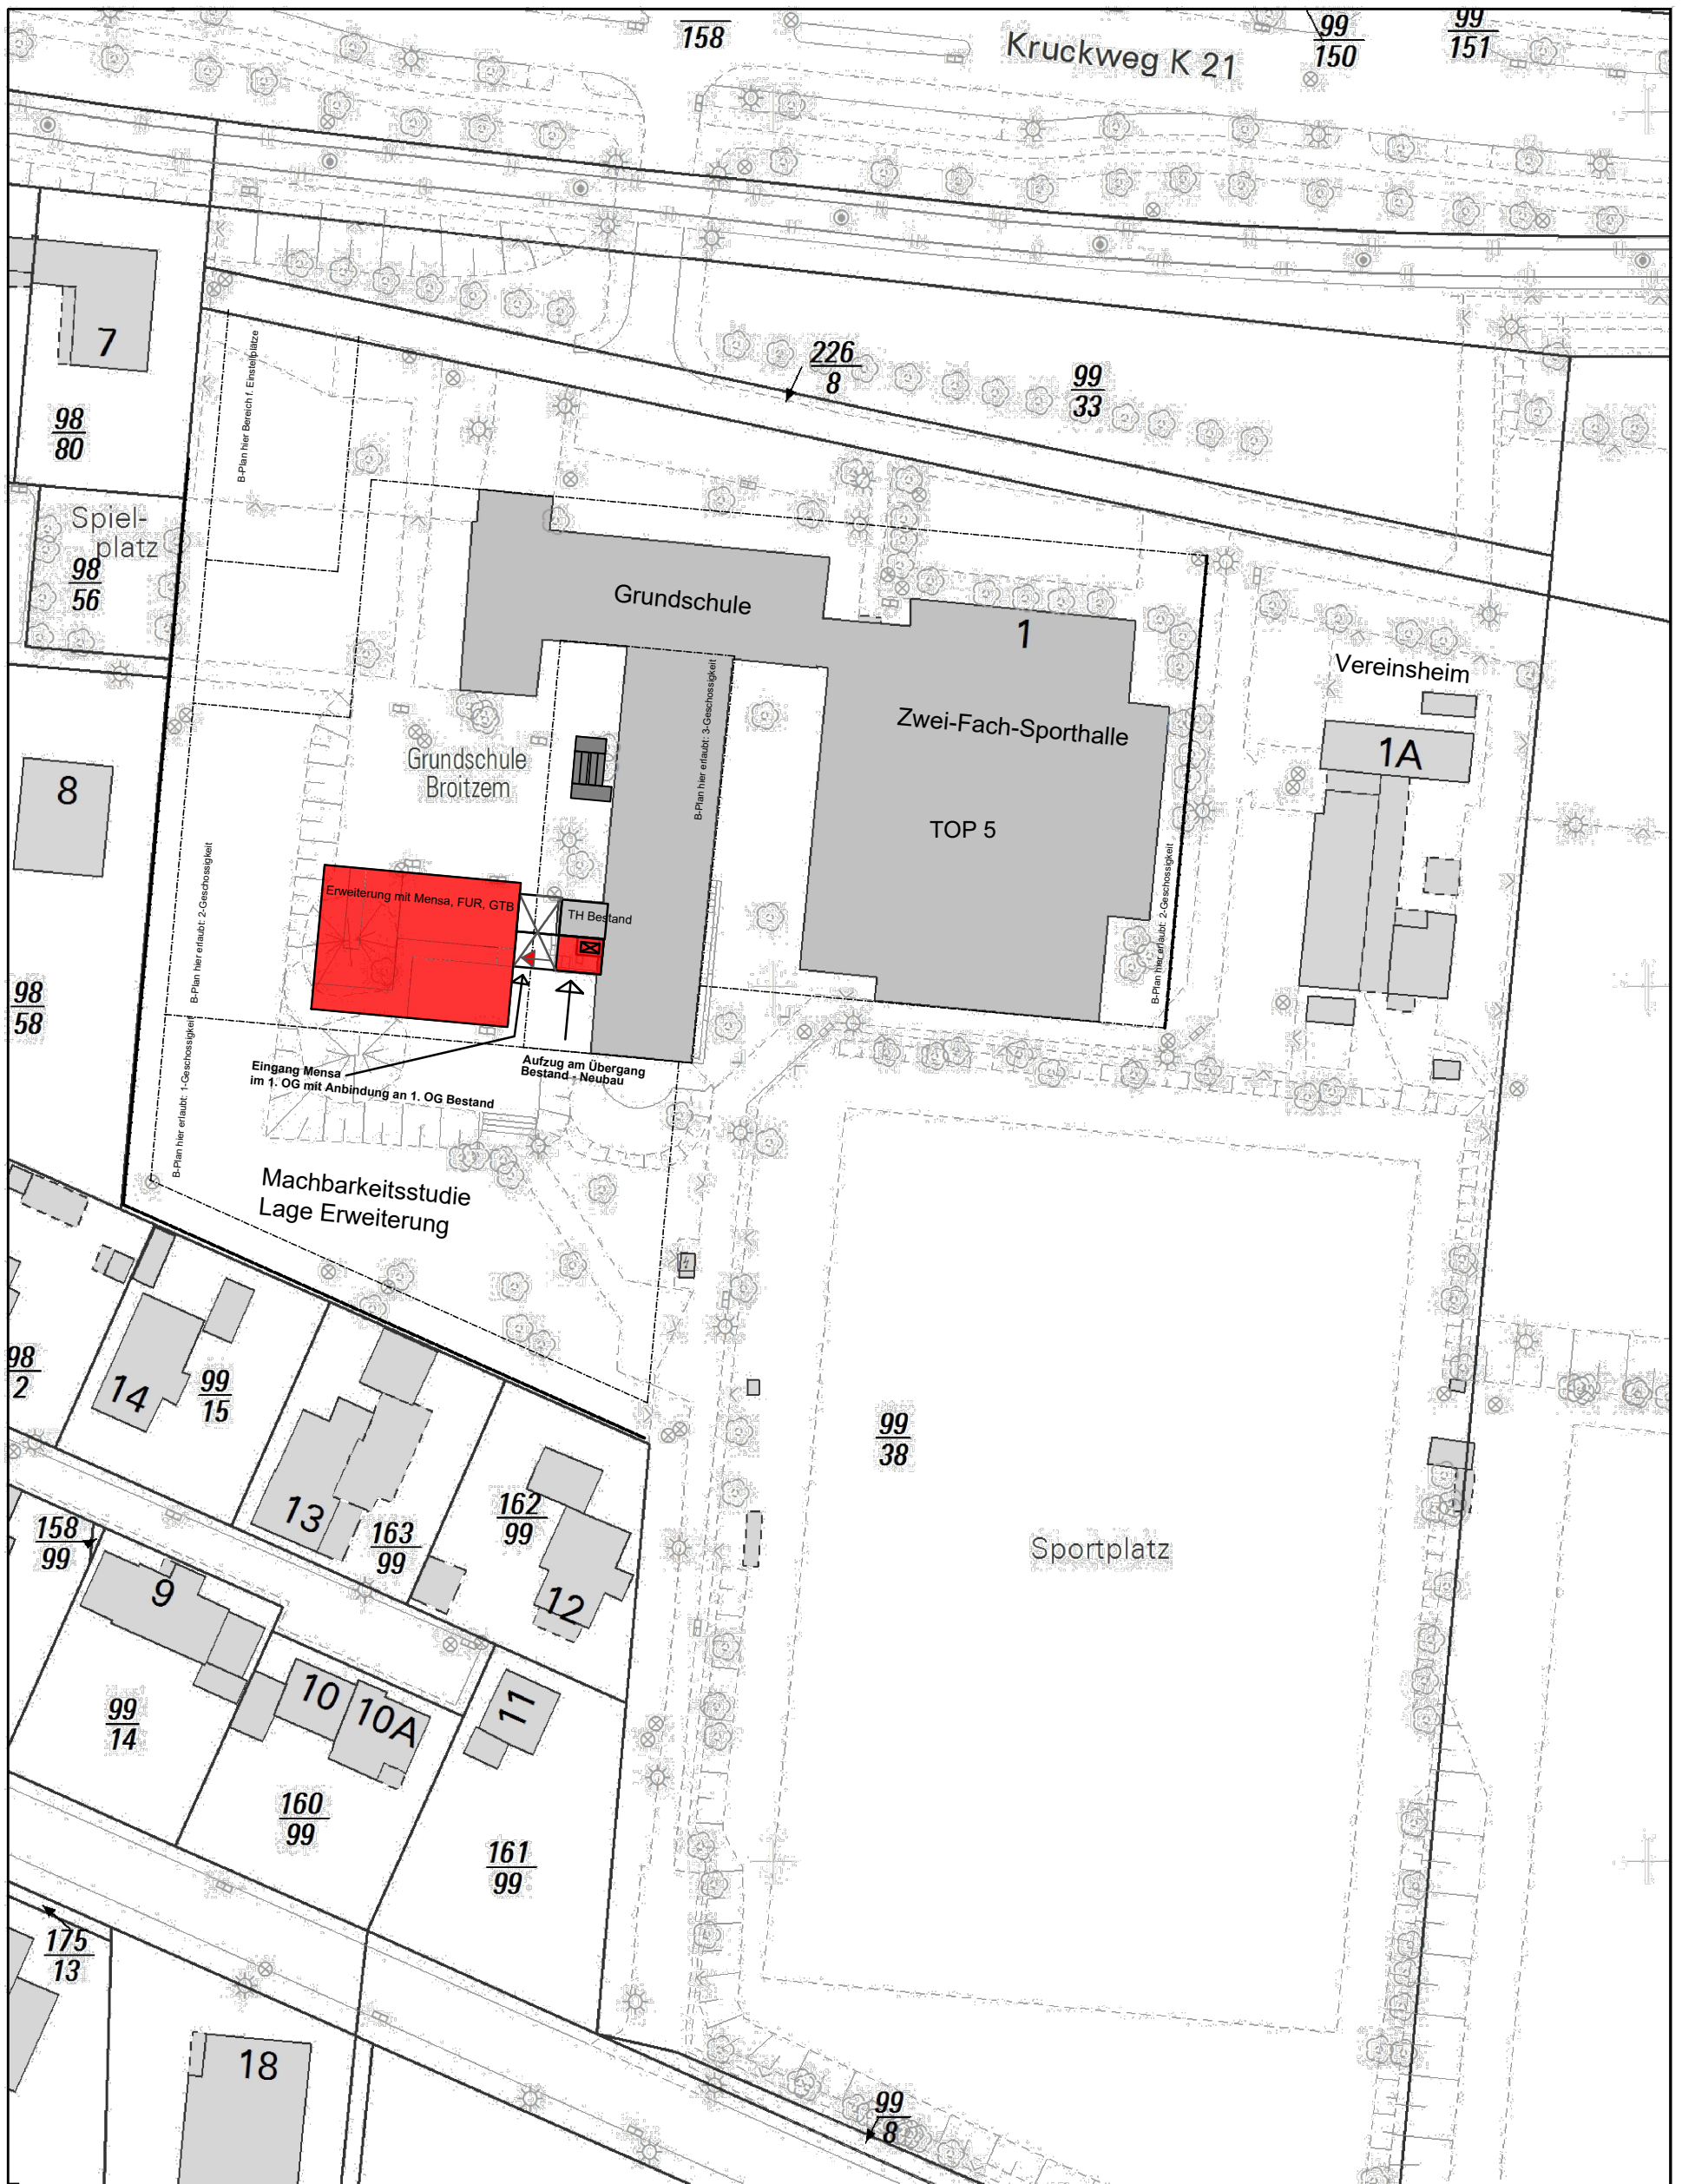 158
99
150
99
151
Kruckweg K 21
7
226
8
99
33
B-Plan hier Bereich f. Einstellplätze
98
80
Spiel-
platz
98
56
Grundschule
1
Vereinsheim
1A
Zwei-Fach-Sporthalle
TOP 5
B-Plan hier erlaubt: 3-Geschossigkeit
Grundschule
Broitzem
8
B-Plan hier erlaubt: 2-Geschossigkeit
B-Plan hier erlaubt: 2-Geschossigkeit
Erweiterung mit Mensa, FUR, GTB
TH Bestand
98
58
B-Plan hier erlaubt: 1-Geschossigkeit
Eingang Mensa
im 1. OG mit Anbindung an 1. OG Bestand
Aufzug am Übergang
Bestand - Neubau
Machbarkeitsstudie
Lage Erweiterung
98
2
14
99
15
13
163
99
162
99
12
99
38
Sportplatz
158
99
9
10
10A
11
99
14
160
99
161
99
175
13
18
99
8